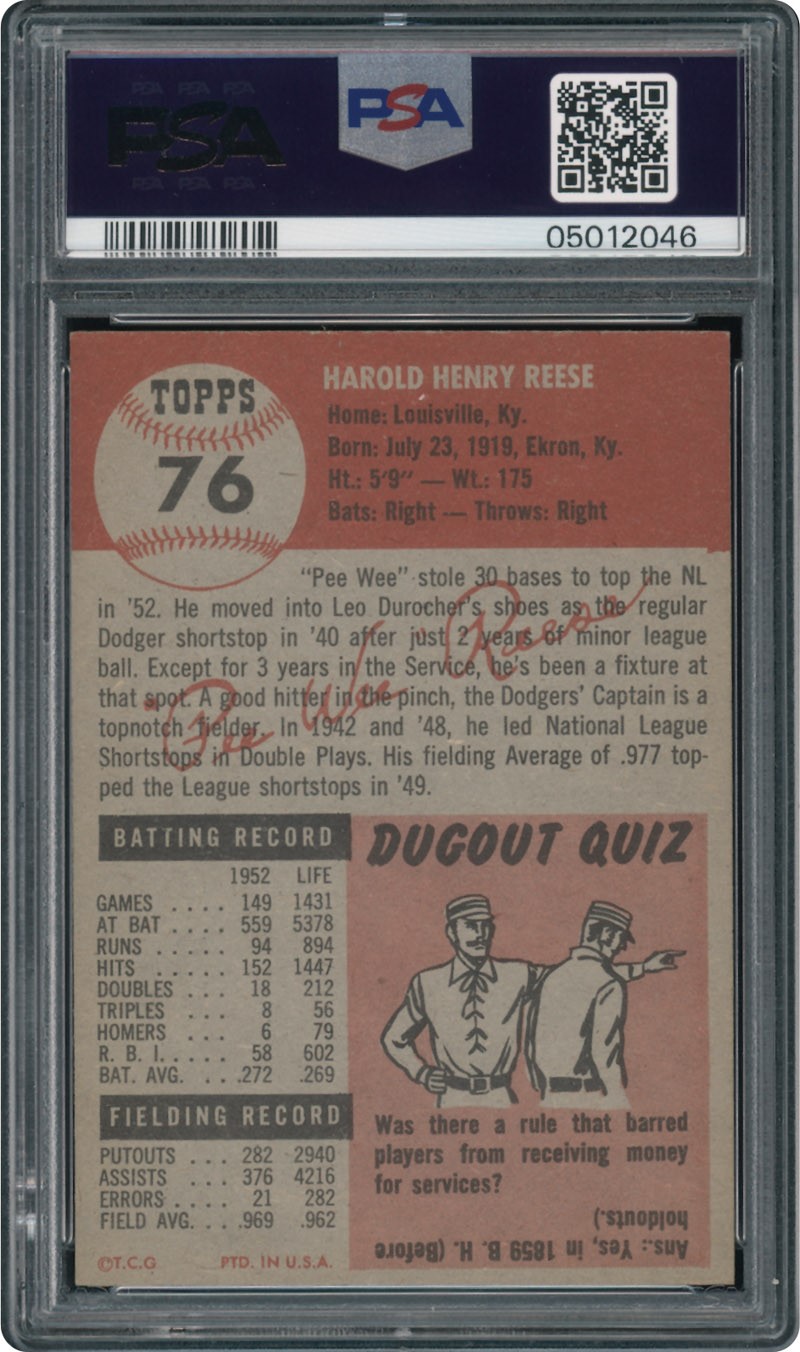 PSA PSA PSA
PSA
PSA PSA PSA
PSA
05012046
TOPPS
76
HAROLD HENRY REESE
Home: Louisville, Ky.
Born: July 23, 1919, Ekron, Ky.
Ht.: 5'9" — Wt.: 175
Bats: Right — Throws: Right
"Pee Wee" stole 30 bases to top the NL
in '52. He moved into Leo Durocher's shoes as the regular
Dodger shortstop in '40 after just 2 years of minor league
ball. Except for 3 years in the Service, he's been a fixture at
that spot. A good hitter in the pinch, the Dodgers' Captain is a
topnotch fielder. In 1942 and '48, he led National League
Shortstops in Double Plays. His fielding Average of .977 top-
ped the League shortstops in '49.
"Pee Wee" Reese
BATTING RECORD
1952 LIFE
GAMES .... 149 1431
AT BAT .... 559 5378
RUNS ..... 94 894
HITS ..... 152 1447
DOUBLES ... 18 212
TRIPLES ... 8 56
HOMERS ... 6 79
R. B. I. .... 58 602
BAT. AVG. ... .272 .269
FIELDING RECORD
PUTOUTS ... 282 2940
ASSISTS ... 376 4216
ERRORS .... 21 282
FIELD AVG. ... .969 .962
©T.C.G PTD. IN U.S.A.
DUGOUT QUIZ
Was there a rule that barred
players from receiving money
for services?
Ans.: Yes, in 1859 B. H. (Before
holdouts.)